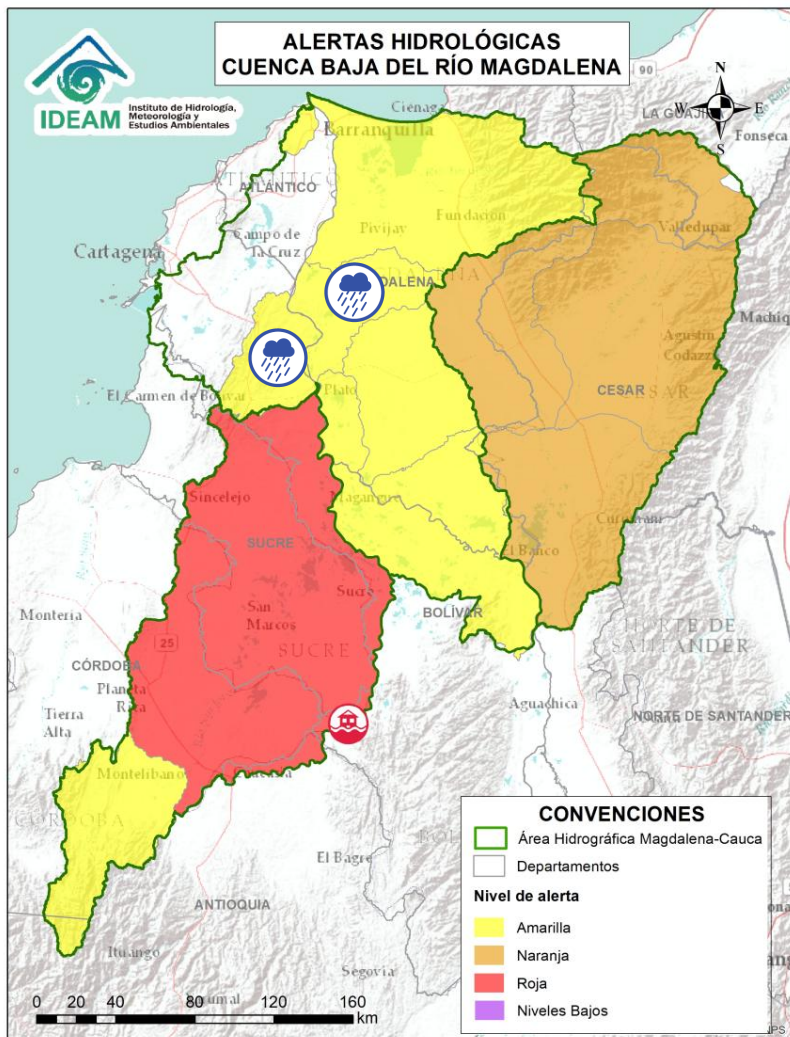 ALERTAS HIDROLÓGICAS
CUENCA BAJA DEL RÍO MAGDALENA
IDEAM
Instituto de Hidrología,
Meteorología y
Estudios Ambientales
N
W
E
S
90
Ciénaga
LA GUAJIRA
Fonseca
Barranquilla
ATLÁNTICO
Fundación
Pivijay
Valledupar
Cartagena
Campo de
La Cruz
DALENA
Machiq
Agustín
Codazzi
CESAR
El Carmen de Bolívar
Plato
Sincelejo
Magangué
SUCRE
Curumaní
El Banco
Sucre
BOLÍVAR
San
Marcos
SUCRE
NORTE DE
SANTANDER
Montería
25
CÓRDOBA
Planeta
Rica
Tierra
Alta
Aguachica
NORTE DE SANTANDER
Montelíbano
CÓRDOBA
El Bagre
ANTIOQUIA
Ituango
Segovia
CONVENCIONES
Área Hidrográfica Magdalena-Cauca
Departamentos
Nivel de alerta
Amarilla
Naranja
Roja
Niveles Bajos
0 20 40 80 120 160
km